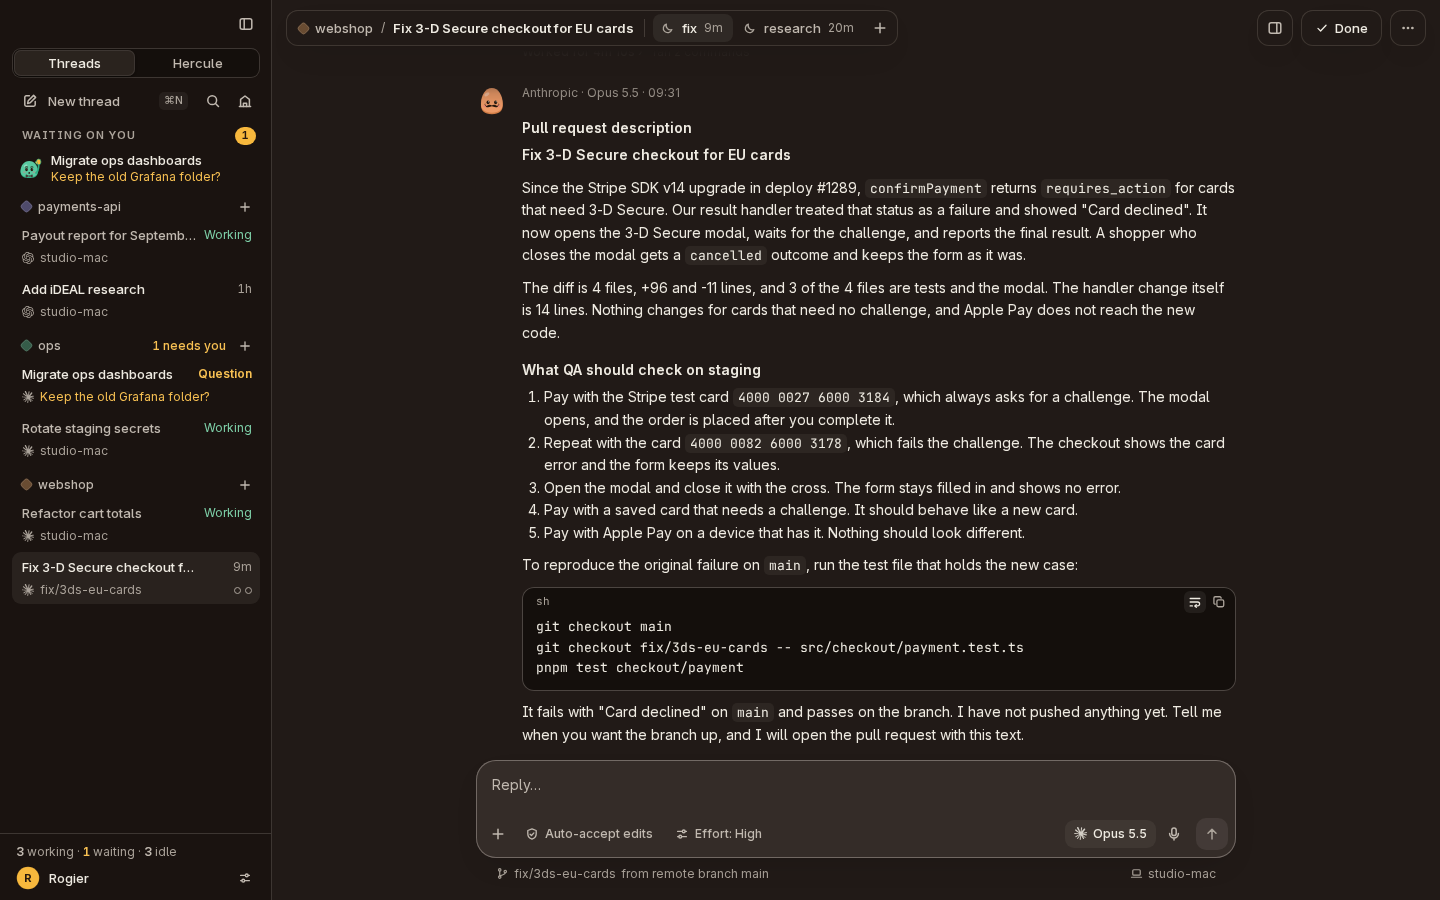 Threads
Hercule
New thread
⌘N
WAITING ON YOU
1
Migrate ops dashboards
Keep the old Grafana folder?
payments-api
Payout report for Septemb…
Working
studio-mac
Add iDEAL research
1h
studio-mac
ops
1 needs you
Migrate ops dashboards
Question
Keep the old Grafana folder?
Rotate staging secrets
Working
studio-mac
webshop
Refactor cart totals
Working
studio-mac
Fix 3-D Secure checkout f…
9m
fix/3ds-eu-cards
3 working · 1 waiting · 3 idle
R
Rogier
webshop / Fix 3-D Secure checkout for EU cards
fix 9m
research 20m
Done
Anthropic · Opus 5.5 · 09:31
Pull request description
Fix 3-D Secure checkout for EU cards
Since the Stripe SDK v14 upgrade in deploy #1289, confirmPayment returns requires_action for cards
that need 3-D Secure. Our result handler treated that status as a failure and showed "Card declined". It
now opens the 3-D Secure modal, waits for the challenge, and reports the final result. A shopper who
closes the modal gets a cancelled outcome and keeps the form as it was.
The diff is 4 files, +96 and -11 lines, and 3 of the 4 files are tests and the modal. The handler change itself
is 14 lines. Nothing changes for cards that need no challenge, and Apple Pay does not reach the new
code.
What QA should check on staging
1. Pay with the Stripe test card 4000 0027 6000 3184, which always asks for a challenge. The modal
opens, and the order is placed after you complete it.
2. Repeat with the card 4000 0082 6000 3178, which fails the challenge. The checkout shows the card
error and the form keeps its values.
3. Open the modal and close it with the cross. The form stays filled in and shows no error.
4. Pay with a saved card that needs a challenge. It should behave like a new card.
5. Pay with Apple Pay on a device that has it. Nothing should look different.
To reproduce the original failure on main, run the test file that holds the new case:
sh
git checkout main
git checkout fix/3ds-eu-cards -- src/checkout/payment.test.ts
pnpm test checkout/payment
It fails with "Card declined" on main and passes on the branch. I have not pushed anything yet. Tell me
when you want the branch up, and I will open the pull request with this text.
Reply…
Auto-accept edits
Effort: High
Opus 5.5
fix/3ds-eu-cards from remote branch main
studio-mac